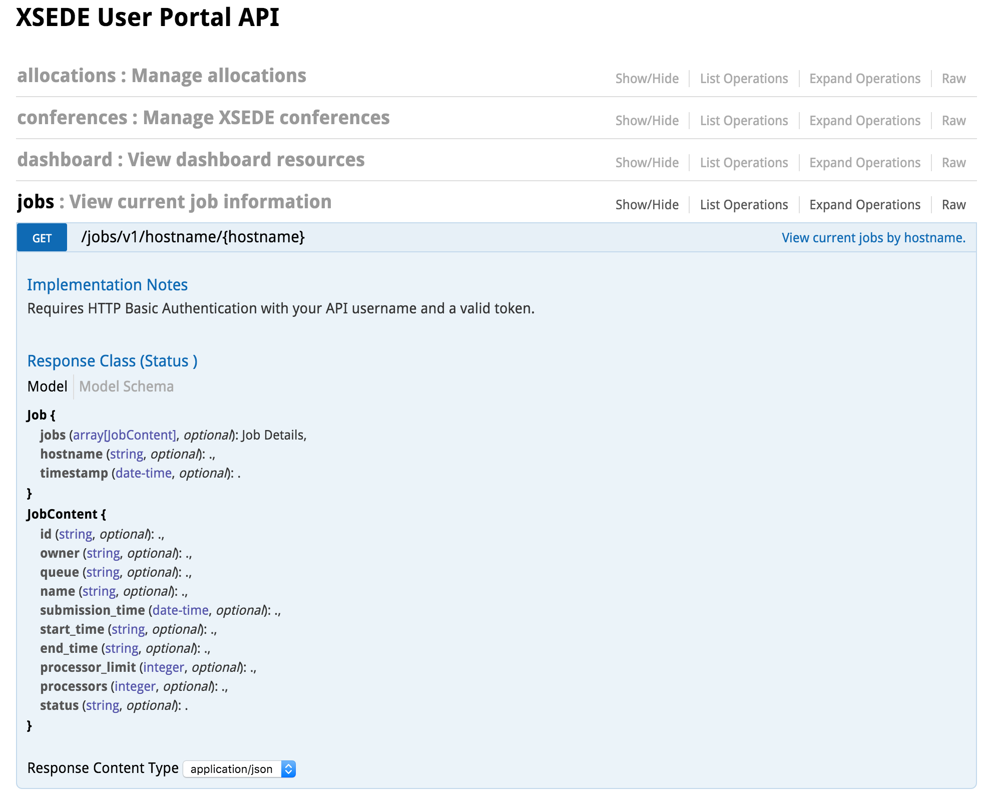 XSEDE User Portal API
allocations : Manage allocations Show/Hide List Operations Expand Operations Raw
conferences : Manage XSEDE conferences Show/Hide List Operations Expand Operations Raw
dashboard : View dashboard resources Show/Hide List Operations Expand Operations Raw
jobs : View current job information Show/Hide List Operations Expand Operations Raw
GET /jobs/v1/hostname/{hostname} View current jobs by hostname.
Implementation Notes
Requires HTTP Basic Authentication with your API username and a valid token.
Response Class (Status )
Model Model Schema
Job {
jobs (array[JobContent], optional): Job Details,
hostname (string, optional): .,
timestamp (date-time, optional): .
}
JobContent {
id (string, optional): .,
owner (string, optional): .,
queue (string, optional): .,
name (string, optional): .,
submission_time (date-time, optional): .,
start_time (string, optional): .,
end_time (string, optional): .,
processor_limit (integer, optional): .,
processors (integer, optional): .,
status (string, optional): .
}
Response Content Type application/json